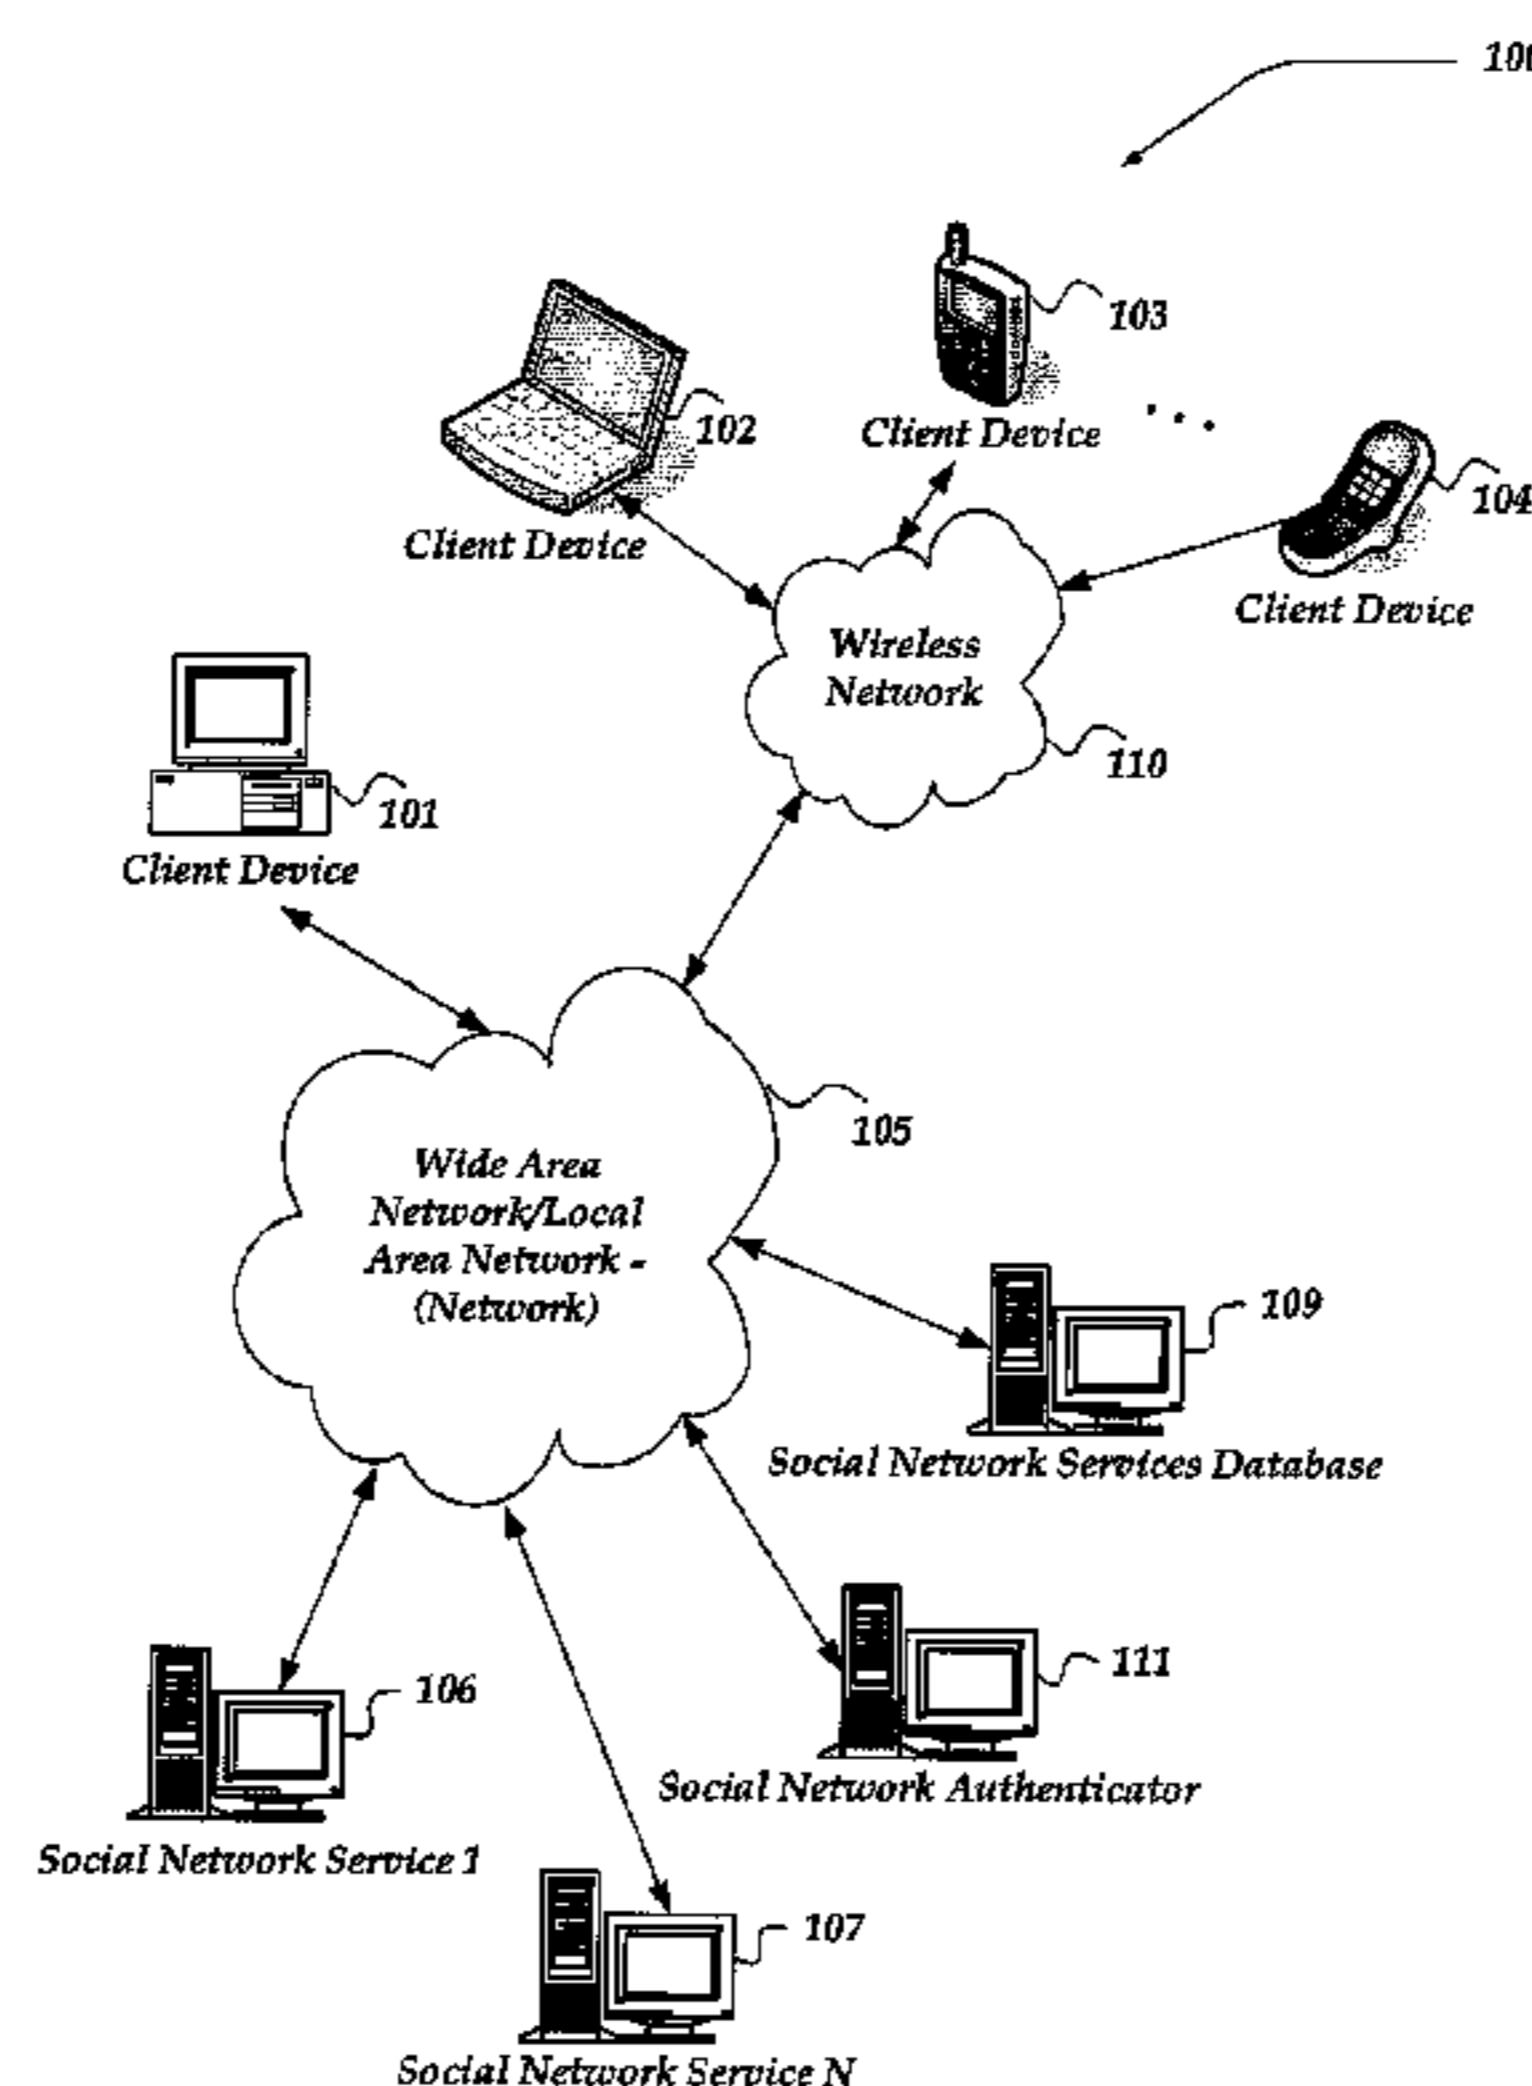 100
103
102
Client Device
104
Client Device
Client Device
Wireless
Network
110
101
Client Device
105
Wide Area
Network/Local
Area Network -
(Network)
109
Social Network Services Database
111
106
Social Network Authenticator
Social Network Service 1
107
Social Network Service N